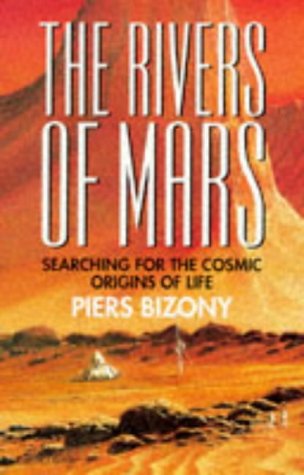 THE RIVERS
OF MARS
SEARCHING FOR THE COSMIC
ORIGINS OF LIFE
PIERS BIZONY